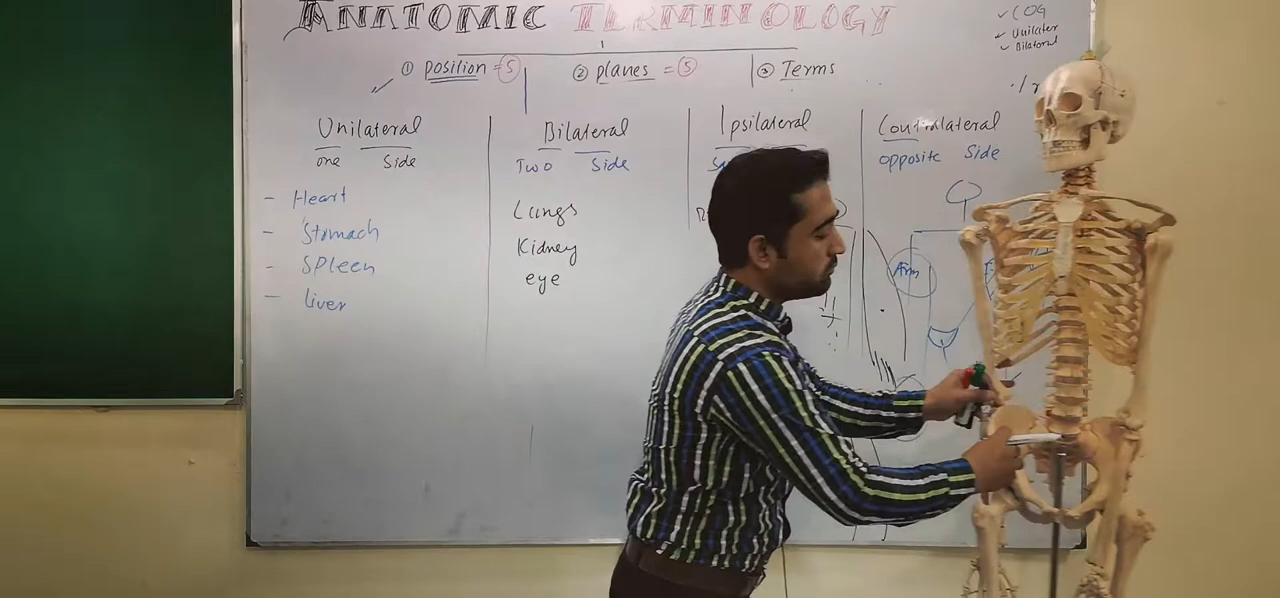 ANATOMIC TERMINOLOGY
① position = 5
② planes = 5
③ Terms
✓ COG
✓ Unilater
✓ Bilateral
Unilateral
one Side
- Heart
- Stomach
- Spleen
- liver
Bilateral
Two Side
Lungs
Kidney
eye
Ipsilateral
Contralateral
opposite Side
Arm